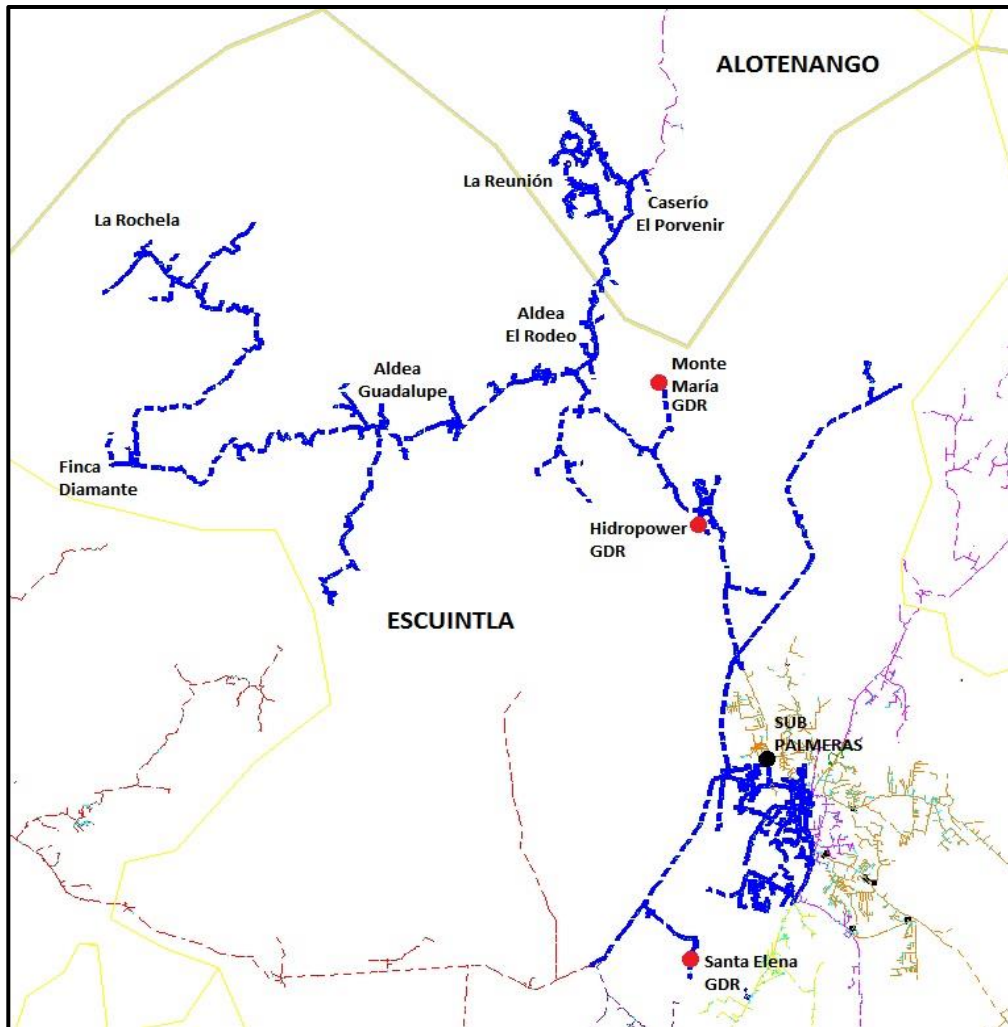 ALOTENANGO
La Reunión
Caserío
El Porvenir
La Rochela
Aldea
El Rodeo
Monte
María
GDR
Aldea
Guadalupe
Finca
Diamante
Hidropower
GDR
ESCUINTLA
SUB
PALMERAS
Santa Elena
GDR